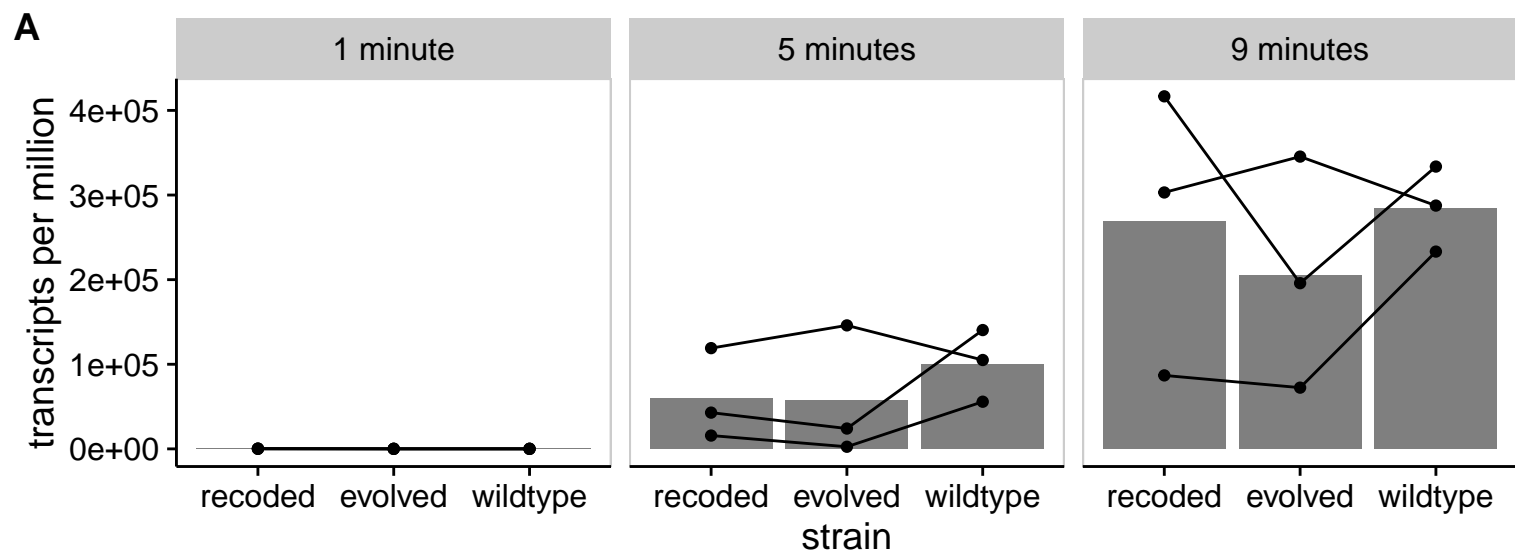 A
1 minute
5 minutes
9 minutes
transcripts per million
4e+05
3e+05
2e+05
1e+05
0e+00
recoded evolved wildtype
recoded evolved wildtype
recoded evolved wildtype
strain